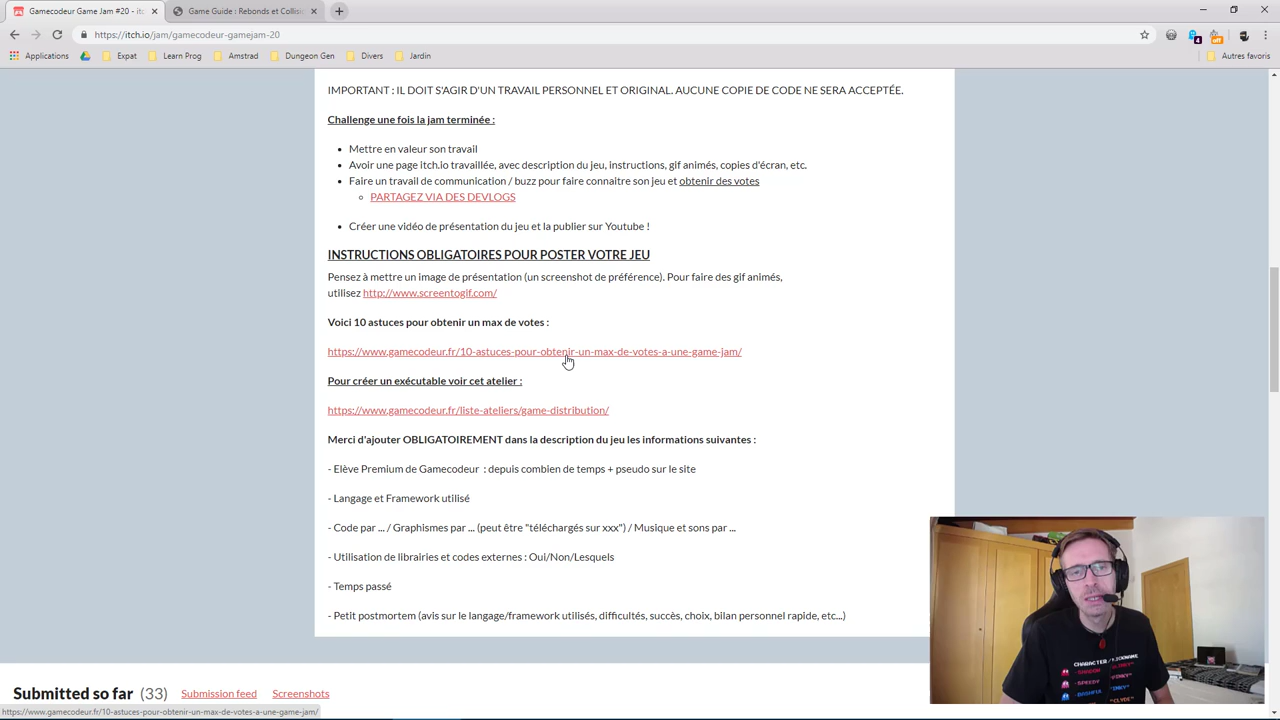 Gamecodeur Game Jam #20 - itc
Game Guide : Rebonds et Collisio
https://itch.io/jam/gamecodeur-gamejam-20
Applications
Expat
Learn Prog
Amstrad
Dungeon Gen
Divers
Jardin
Autres favoris
IMPORTANT : IL DOIT S'AGIR D'UN TRAVAIL PERSONNEL ET ORIGINAL. AUCUNE COPIE DE CODE NE SERA ACCEPTÉE.
Challenge une fois la jam terminée :
Mettre en valeur son travail
Avoir une page itch.io travaillée, avec description du jeu, instructions, gif animés, copies d'écran, etc.
Faire un travail de communication / buzz pour faire connaitre son jeu et obtenir des votes
PARTAGEZ VIA DES DEVLOGS
Créer une vidéo de présentation du jeu et la publier sur Youtube !
INSTRUCTIONS OBLIGATOIRES POUR POSTER VOTRE JEU
Pensez à mettre un image de présentation (un screenshot de préférence). Pour faire des gif animés,
utilisez http://www.screentogif.com/
Voici 10 astuces pour obtenir un max de votes :
https://www.gamecodeur.fr/10-astuces-pour-obtenir-un-max-de-votes-a-une-game-jam/
Pour créer un exécutable voir cet atelier :
https://www.gamecodeur.fr/liste-ateliers/game-distribution/
Merci d'ajouter OBLIGATOIREMENT dans la description du jeu les informations suivantes :
- Elève Premium de Gamecodeur : depuis combien de temps + pseudo sur le site
- Langage et Framework utilisé
- Code par ... / Graphismes par ... (peut être "téléchargés sur xxx") / Musique et sons par ...
- Utilisation de librairies et codes externes : Oui/Non/Lesquels
- Temps passé
- Petit postmortem (avis sur le langage/framework utilisés, difficultés, succès, choix, bilan personnel rapide, etc...)
CHARACTER / NICKNAME
Submitted so far (33) Submission feed Screenshots
https://www.gamecodeur.fr/10-astuces-pour-obtenir-un-max-de-votes-a-une-game-jam/